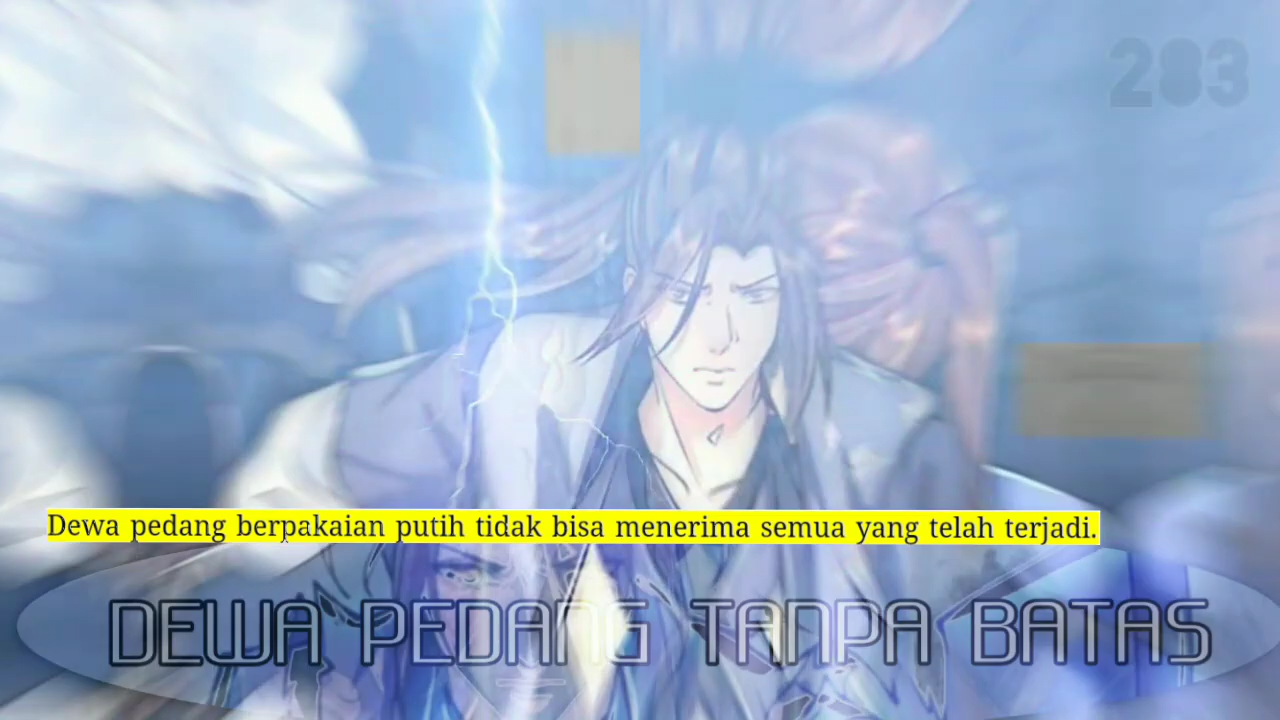 283
Dewa pedang berpakaian putih tidak bisa menerima semua yang telah terjadi.
DEWA PEDANG TANPA BATAS